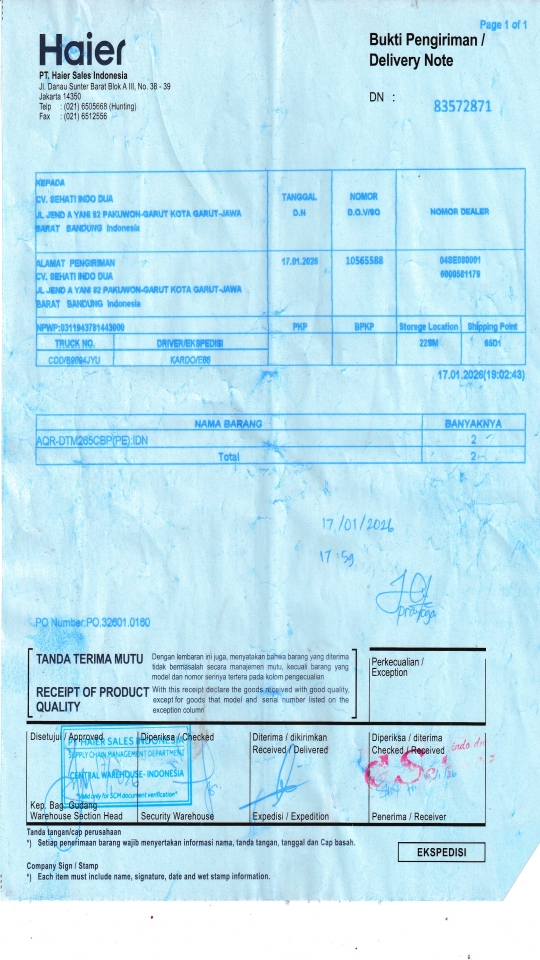 Page 1 of 1
Haier
Bukti Pengiriman /
Delivery Note
PT. Haier Sales Indonesia
Jl. Danau Sunter Barat Blok A III, No. 38 - 39
Jakarta 14350
Telp : (021) 6505668 (Hunting)
Fax : (021) 6512556
DN : 83572871
KEPADA
CV. SEHATI INDO DUA
JL JEND A YANI 92 PAKUWON-GARUT KOTA GARUT-JAWA
BARAT BANDUNG Indonesia
TANGGAL
D.N
NOMOR
D.O./SO
NOMOR DEALER
ALAMAT PENGIRIMAN
CV. SEHATI INDO DUA
JL JEND A YANI 92 PAKUWON-GARUT KOTA GARUT-JAWA
BARAT BANDUNG Indonesia
17.01.2026
10565588
NPWP:0311943781443000
PKP
BPKP
Storege Location
Shipping Point
TRUCK NO.
DRIVER/EKSPEDISI
KARDO/E66
17.01.2026(19:02:43)
NAMA BARANG
BANYAKNYA
AQR-DTM265CBP(PE):IDN
2
Total
2
17/01/2026
17:59
prayoga
PO Number:PO.32601.0160
TANDA TERIMA MUTU
Dengan lembaran ini juga, menyatakan bahwa barang yang diterima
tidak bermasalah secara manajemen mutu, kecuali barang yang
model dan nomor serinya tertera pada kolom pengecualian
RECEIPT OF PRODUCT
QUALITY
With this receipt declare the goods received with good quality,
except for goods that model and serial number listed on the
exception column
Perkecualian /
Exception
Disetujui / Approved
Diperiksa / Checked
Diterima / dikirimkan
Received / Delivered
Diperiksa / diterima
Checked / Received
PT HAIER SALES INDONESIA
SUPPLY CHAIN MANAGEMENT DEPARTMENT
CENTRAL WAREHOUSE- INDONESIA
*Valid only for SCM document verification*
Kep. Bag. Gudang
Warehouse Section Head
Security Warehouse
Expedisi / Expedition
Penerima / Receiver
Tanda tangan/cap perusahaan
*) Setiap penerimaan barang wajib menyertakan informasi nama, tanda tangan, tanggal dan Cap basah.
EKSPEDISI
Company Sign / Stamp
*) Each item must include name, signature, date and wet stamp information.